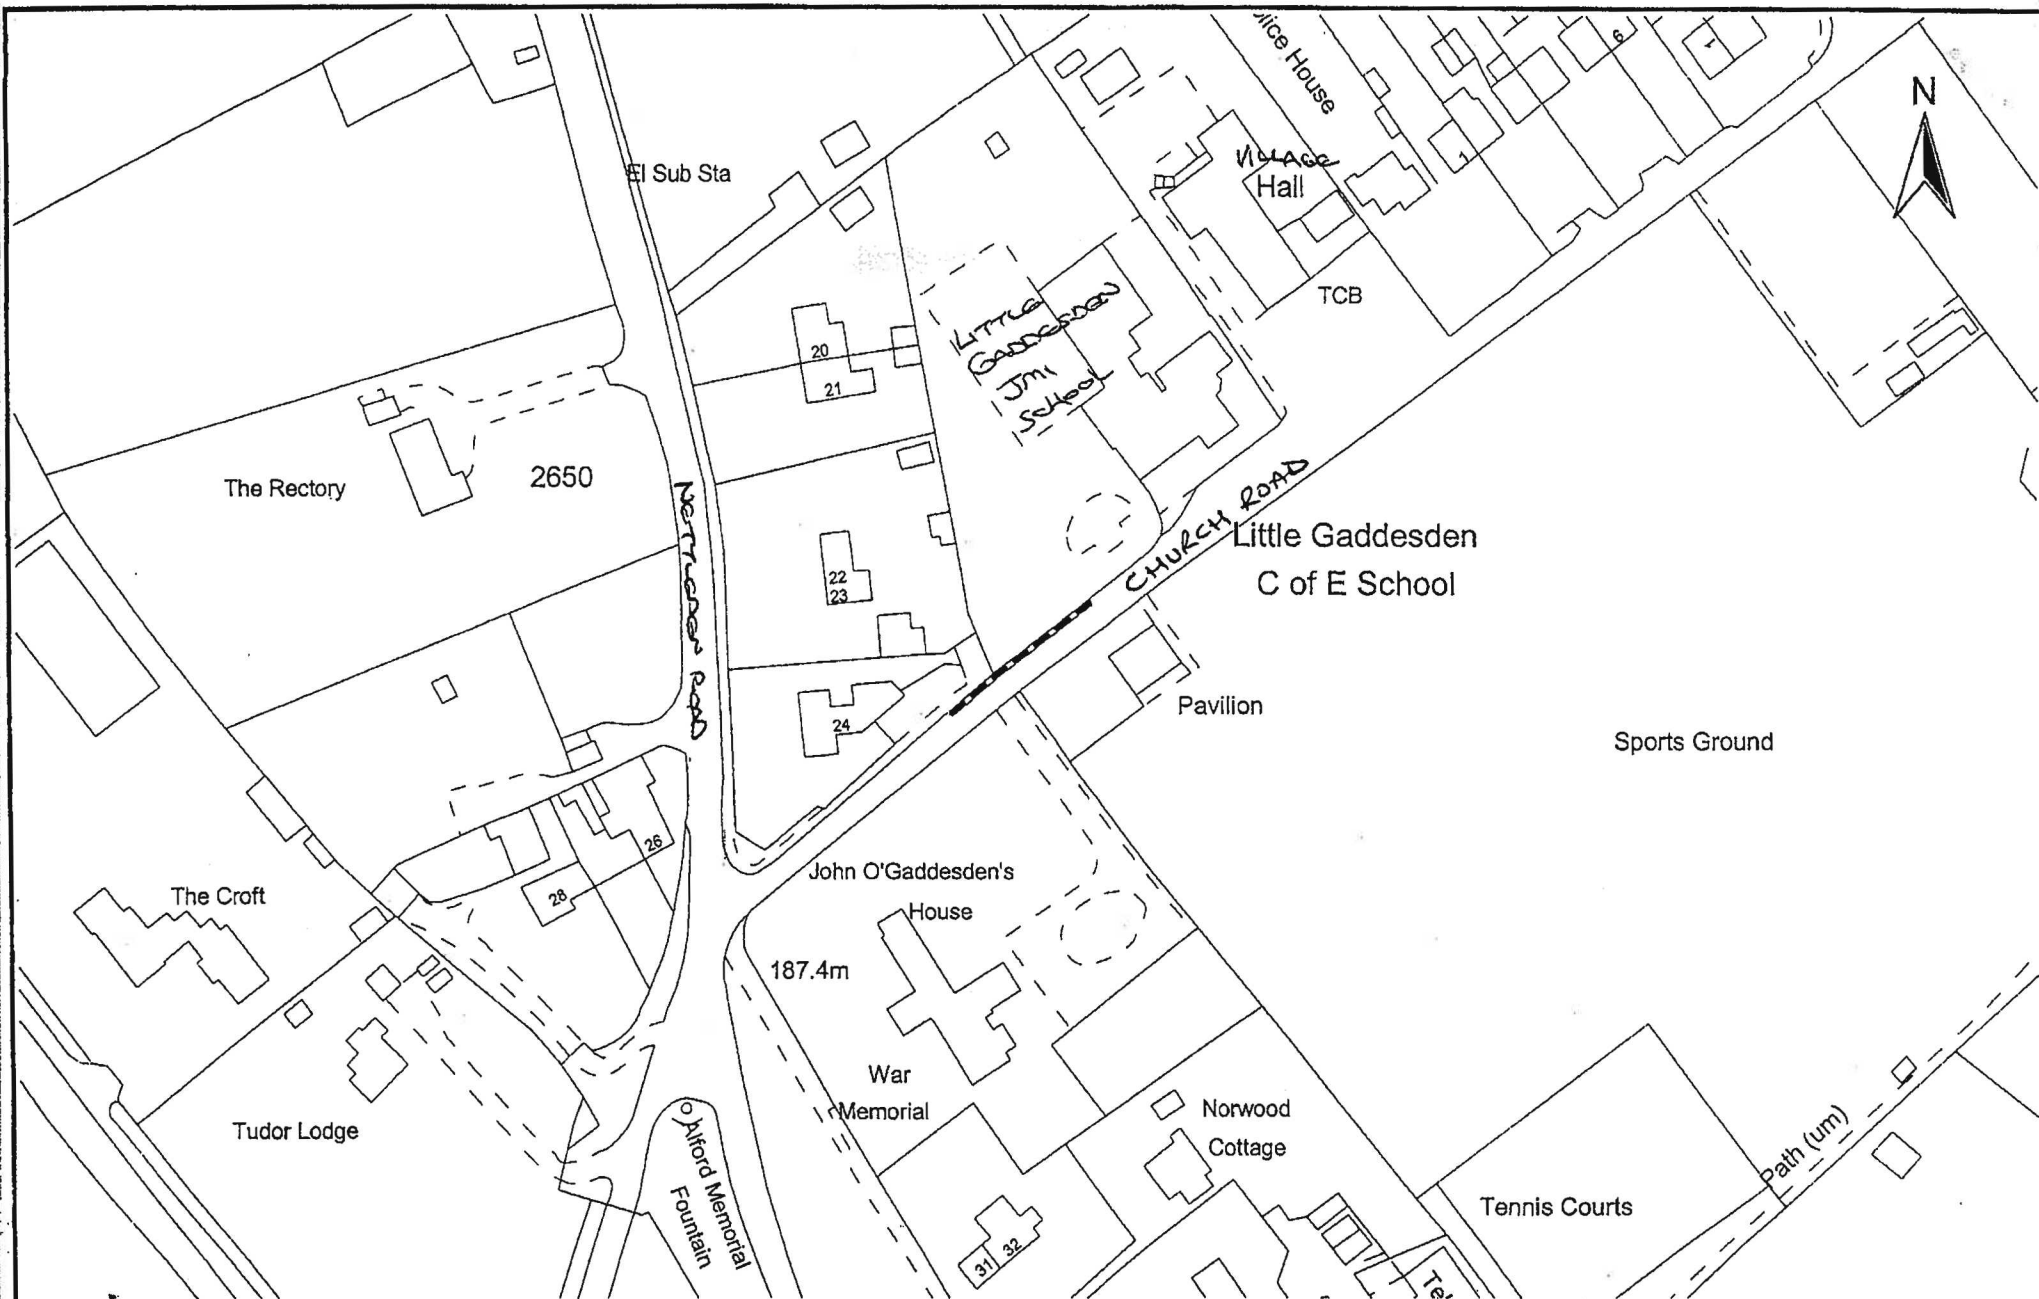 olice House
6
1
N
El Sub Sta
VILLAGE
Hall
1
TCB
LITTLE
GADDESDEN
JMI
SCHOOL
20
21
The Rectory
2650
NETTLEDEN ROAD
CHURCH ROAD
Little Gaddesden
C of E School
22
23
24
Pavilion
Sports Ground
26
28
John O'Gaddesden's
House
The Croft
187.4m
War
Memorial
Norwood
Cottage
Tudor Lodge
Alford Memorial
Fountain
Path (um)
Tennis Courts
31
32
Tel